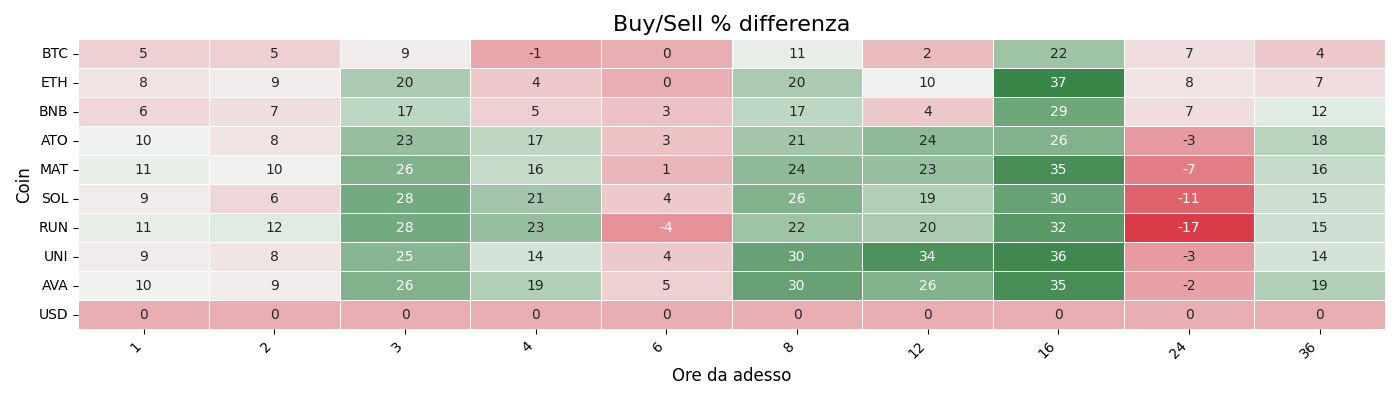 Buy/Sell % differenza
Coin
BTC 5 5 9 -1 0 11 2 22 7 4
ETH 8 9 20 4 0 20 10 37 8 7
BNB 6 7 17 5 3 17 4 29 7 12
ATO 10 8 23 17 3 21 24 26 -3 18
MAT 11 10 26 16 1 24 23 35 -7 16
SOL 9 6 28 21 4 26 19 30 -11 15
RUN 11 12 28 23 -4 22 20 32 -17 15
UNI 9 8 25 14 4 30 34 36 -3 14
AVA 10 9 26 19 5 30 26 35 -2 19
USD 0 0 0 0 0 0 0 0 0 0
1 2 3 4 6 8 12 16 24 36
Ore da adesso